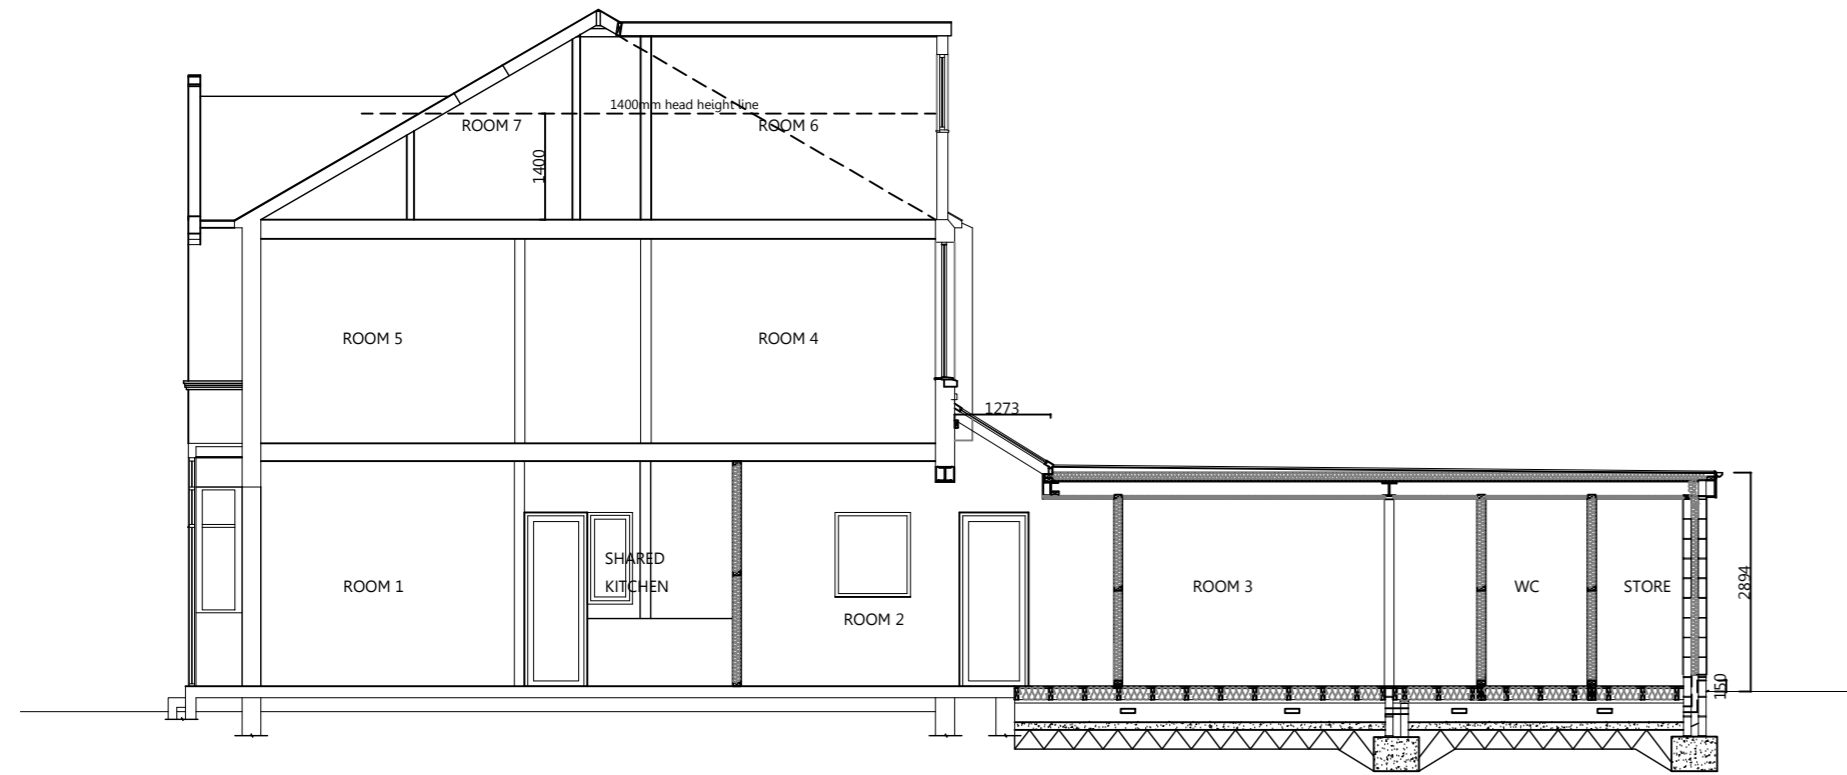 1400mm head height line
ROOM 7
ROOM 6
1400
ROOM 5
ROOM 4
1273
SHARED
KITCHEN
ROOM 1
ROOM 2
ROOM 3
WC
STORE
2894
150